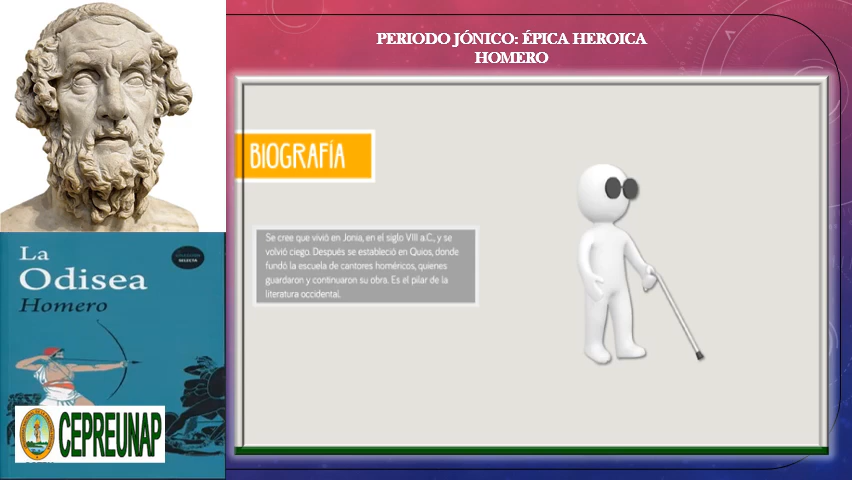 PERIODO JÓNICO: ÉPICA HEROICA
HOMERO
BIOGRAFÍA
Se cree que vivió en Jonia, en el siglo VIII a.C., y se
volvió ciego. Después se estableció en Quios, donde
fundó la escuela de cantores homéricos, quienes
guardaron y continuaron su obra. Es el pilar de la
literatura occidental.
La
Odisea
Homero
SELECTA
CEPREUNAP